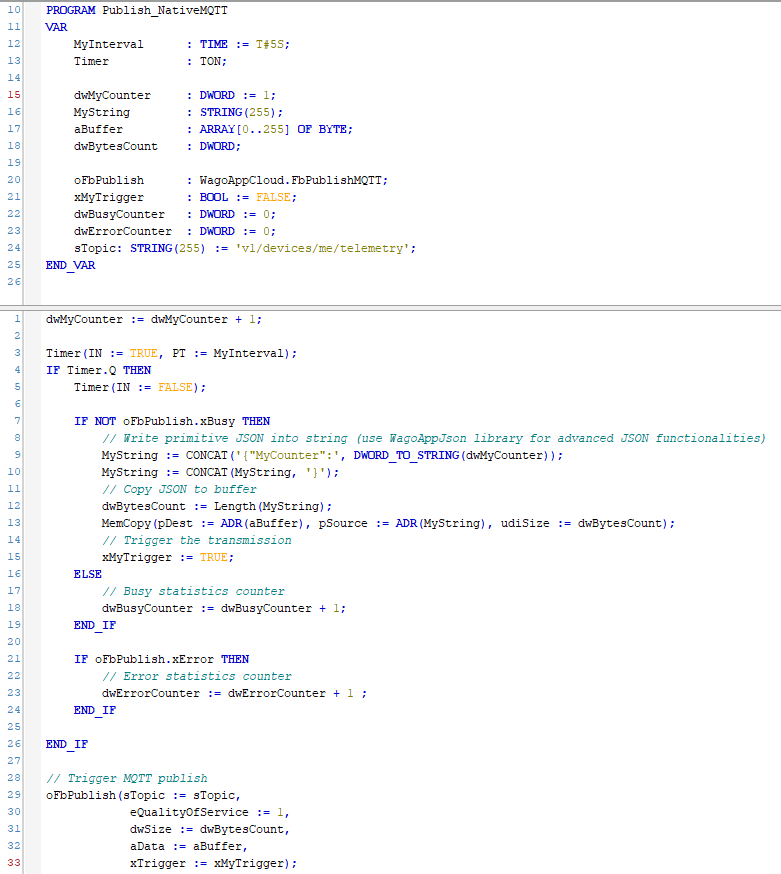 10 PROGRAM Publish_NativeMQTT
11 VAR
12     MyInterval      : TIME := T#5S;
13     Timer           : TON;
14
15     dwMyCounter     : DWORD := 1;
16     MyString        : STRING(255);
17     aBuffer         : ARRAY[0..255] OF BYTE;
18     dwBytesCount    : DWORD;
19
20     oFbPublish      : WagoAppCloud.FbPublishMQTT;
21     xMyTrigger      : BOOL := FALSE;
22     dwBusyCounter   : DWORD := 0;
23     dwErrorCounter  : DWORD := 0;
24     sTopic: STRING(255) := 'v1/devices/me/telemetry';
25 END_VAR
26
1 dwMyCounter := dwMyCounter + 1;
2
3 Timer(IN := TRUE, PT := MyInterval);
4 IF Timer.Q THEN
5     Timer(IN := FALSE);
6
7     IF NOT oFbPublish.xBusy THEN
8         // Write primitive JSON into string (use WagoAppJson library for advanced JSON functionalities)
9         MyString := CONCAT('{"MyCounter":', DWORD_TO_STRING(dwMyCounter));
10         MyString := CONCAT(MyString, '}');
11         // Copy JSON to buffer
12         dwBytesCount := Length(MyString);
13         MemCopy(pDest := ADR(aBuffer), pSource := ADR(MyString), udiSize := dwBytesCount);
14         // Trigger the transmission
15         xMyTrigger := TRUE;
16     ELSE
17         // Busy statistics counter
18         dwBusyCounter := dwBusyCounter + 1;
19     END_IF
20
21     IF oFbPublish.xError THEN
22         // Error statistics counter
23         dwErrorCounter := dwErrorCounter + 1 ;
24     END_IF
25
26 END_IF
27
28 // Trigger MQTT publish
29 oFbPublish(sTopic := sTopic,
30             eQualityOfService := 1,
31             dwSize := dwBytesCount,
32             aData := aBuffer,
33             xTrigger := xMyTrigger);